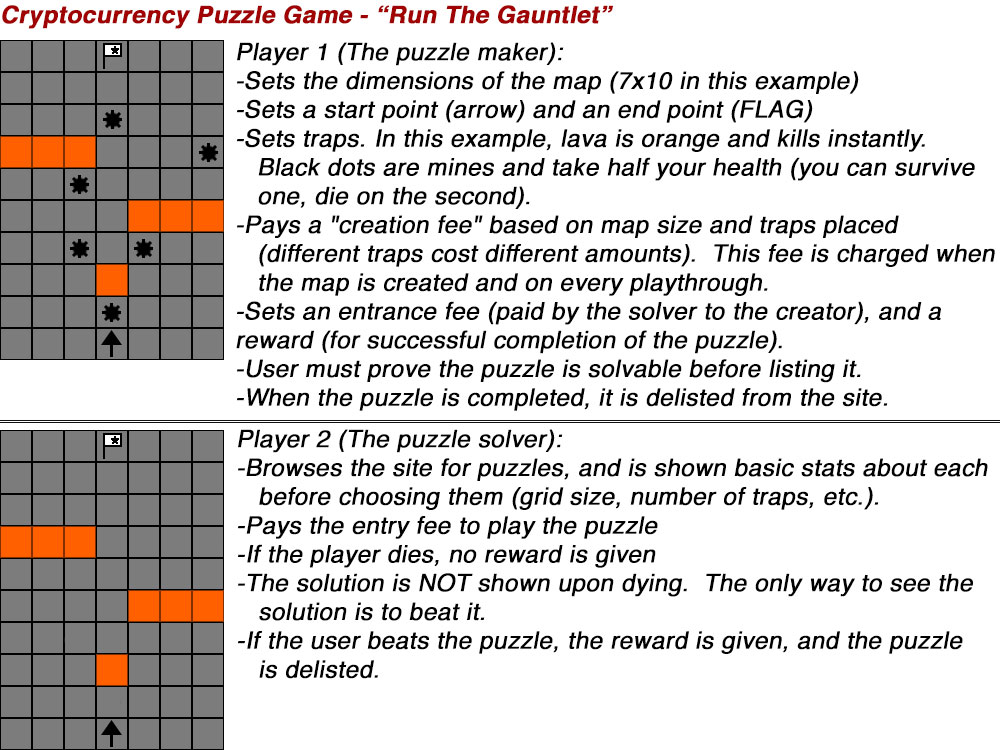 Cryptocurrency Puzzle Game - “Run The Gauntlet”
Player 1 (The puzzle maker):
-Sets the dimensions of the map (7x10 in this example)
-Sets a start point (arrow) and an end point (FLAG)
-Sets traps. In this example, lava is orange and kills instantly.
Black dots are mines and take half your health (you can survive
one, die on the second).
-Pays a "creation fee" based on map size and traps placed
(different traps cost different amounts).  This fee is charged when
the map is created and on every playthrough.
-Sets an entrance fee (paid by the solver to the creator), and a
reward (for successful completion of the puzzle).
-User must prove the puzzle is solvable before listing it.
-When the puzzle is completed, it is delisted from the site.
Player 2 (The puzzle solver):
-Browses the site for puzzles, and is shown basic stats about each
before choosing them (grid size, number of traps, etc.).
-Pays the entry fee to play the puzzle
-If the player dies, no reward is given
-The solution is NOT shown upon dying.  The only way to see the
solution is to beat it.
-If the user beats the puzzle, the reward is given, and the puzzle
is delisted.